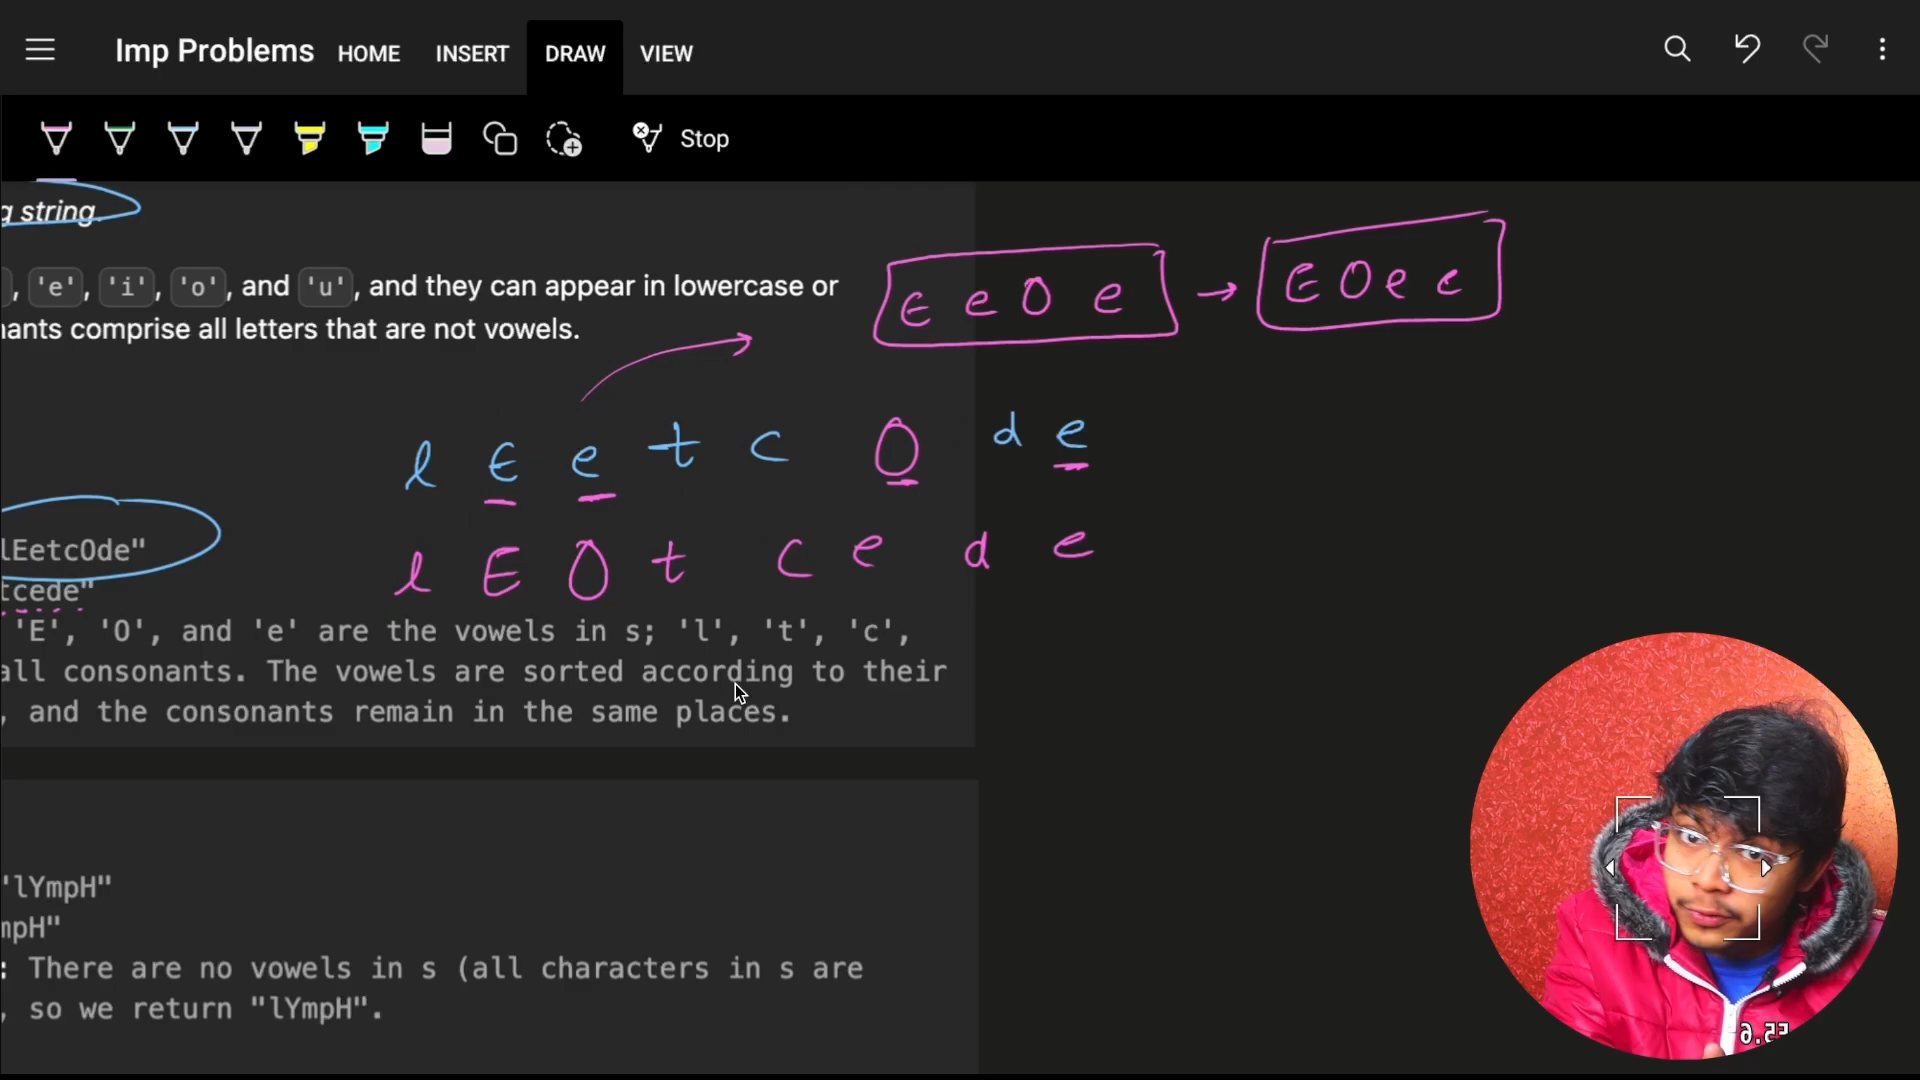 Imp Problems HOME INSERT DRAW VIEW
Stop
g string.
, 'e', 'i', 'o', and 'u', and they can appear in lowercase or
nants comprise all letters that are not vowels.
E e O e → E O e e
l E e t c O d e
lEetcOde"
l E O t c e d e
tcede"
'E', 'O', and 'e' are the vowels in s; 'l', 't', 'c',
all consonants. The vowels are sorted according to their
, and the consonants remain in the same places.
"lYmpH"
mpH"
: There are no vowels in s (all characters in s are
, so we return "lYmpH".